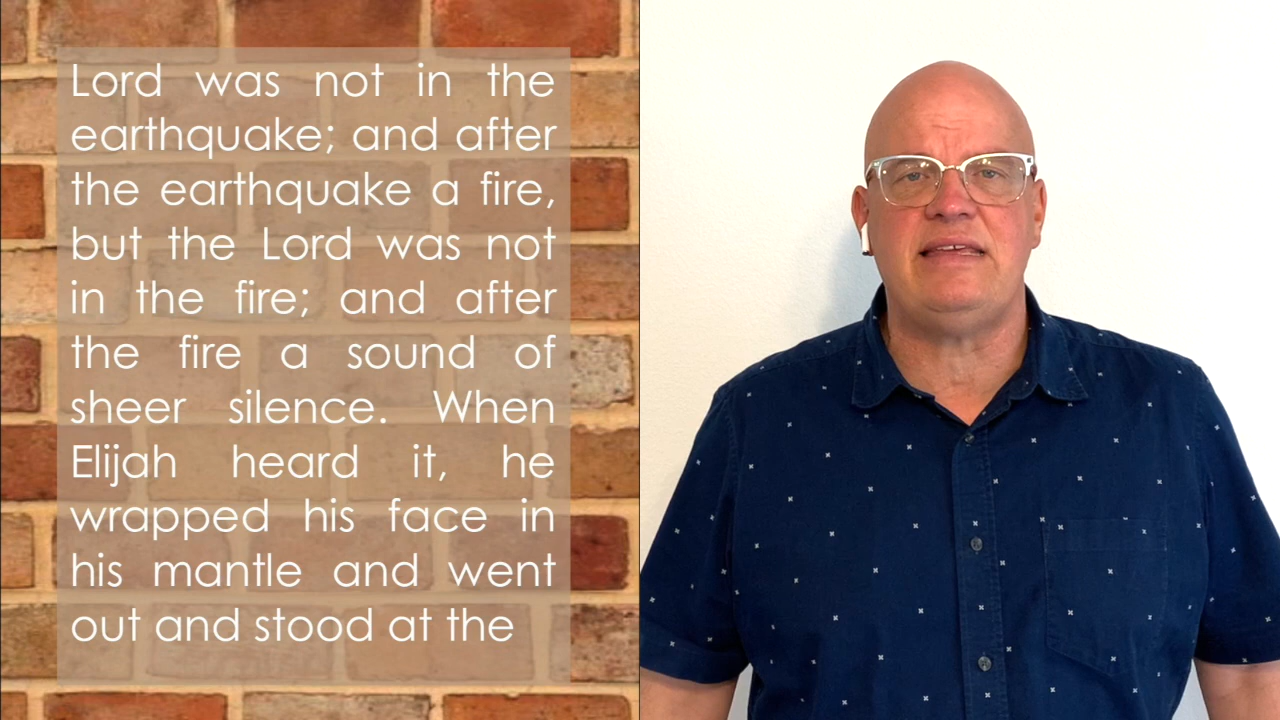 Lord was not in the
earthquake; and after
the earthquake a fire,
but the Lord was not
in the fire; and after
the fire a sound of
sheer silence. When
Elijah heard it, he
wrapped his face in
his mantle and went
out and stood at the